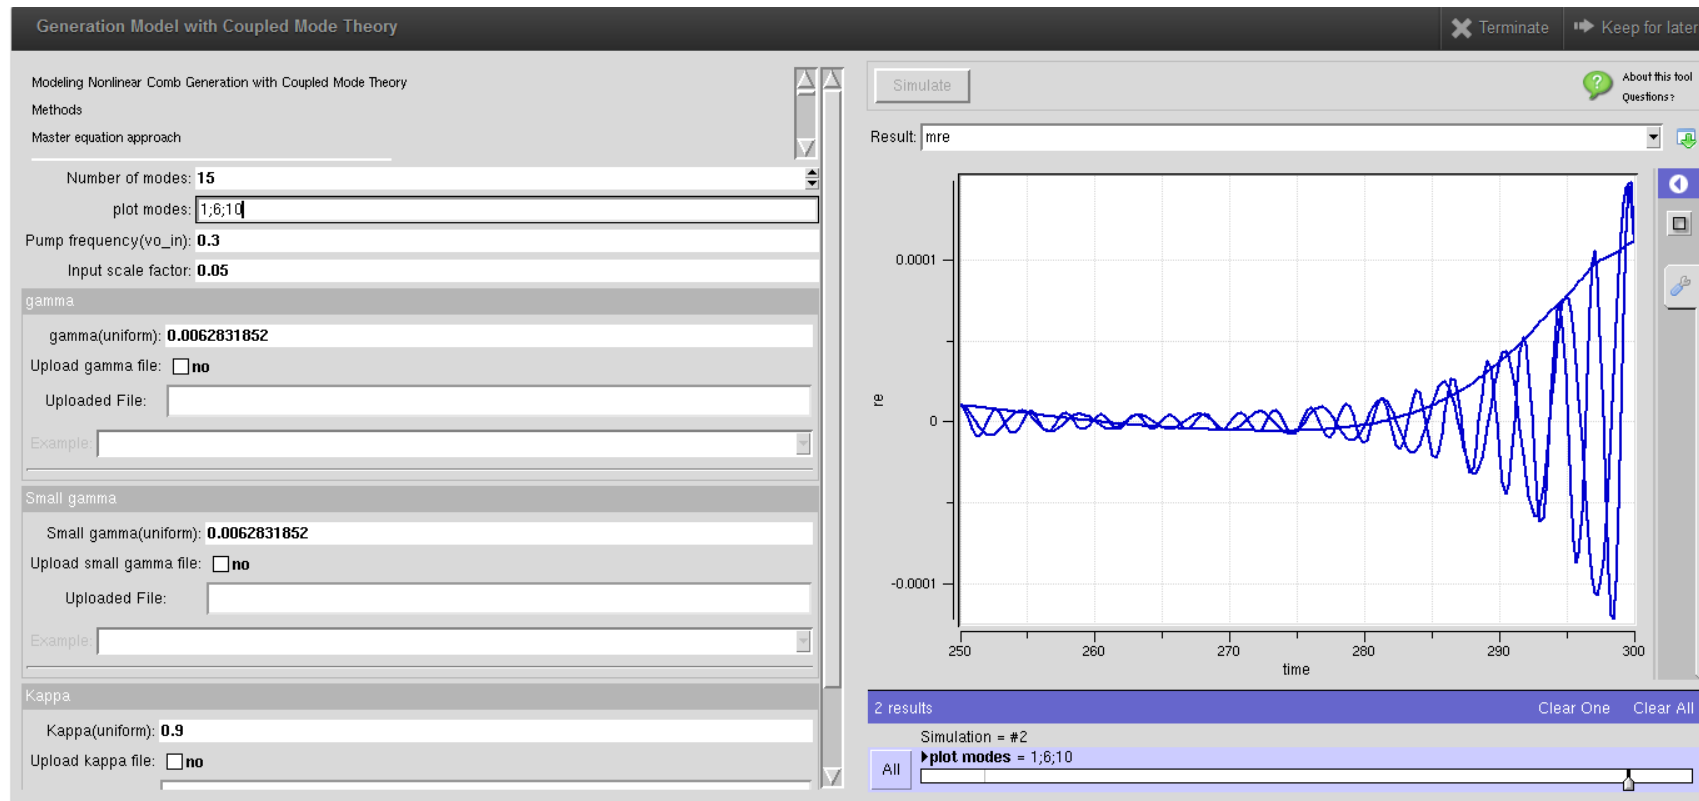 Generation Model with Coupled Mode Theory
Terminate
Keep for later
Modeling Nonlinear Comb Generation with Coupled Mode Theory
Methods
Master equation approach
Number of modes: 15
plot modes: 1;6;10
Pump frequency(vo_in): 0.3
Input scale factor: 0.05
gamma
gamma(uniform): 0.0062831852
Upload gamma file: no
Uploaded File:
Example:
Small gamma
Small gamma(uniform): 0.0062831852
Upload small gamma file: no
Uploaded File:
Example:
Kappa
Kappa(uniform): 0.9
Upload kappa file: no
Simulate
?
About this tool
Questions?
Result: mre
0.0001
0
-0.0001
re
250 260 270 280 290 300
time
2 results
Clear One
Clear All
Simulation = #2
All
plot modes = 1;6;10